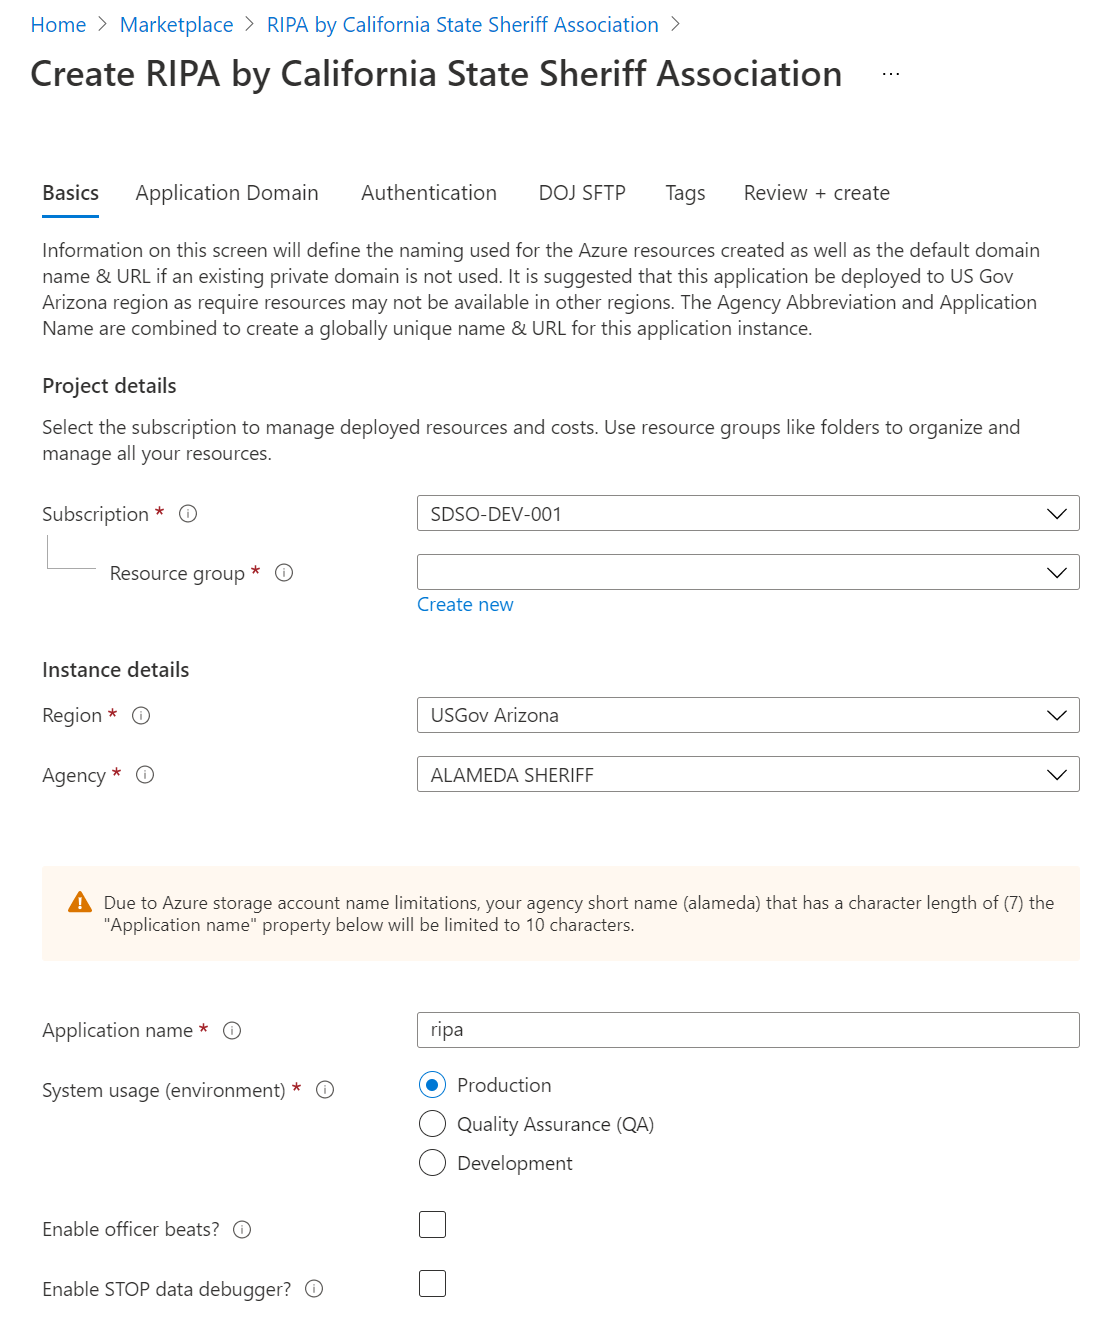 Home > Marketplace > RIPA by California State Sheriff Association >
Create RIPA by California State Sheriff Association ...
Basics Application Domain Authentication DOJ SFTP Tags Review + create
Information on this screen will define the naming used for the Azure resources created as well as the default domain
name & URL if an existing private domain is not used. It is suggested that this application be deployed to US Gov
Arizona region as require resources may not be available in other regions. The Agency Abbreviation and Application
Name are combined to create a globally unique name & URL for this application instance.
Project details
Select the subscription to manage deployed resources and costs. Use resource groups like folders to organize and
manage all your resources.
Subscription * SDSO-DEV-001
Resource group *
Create new
Instance details
Region * USGov Arizona
Agency * ALAMEDA SHERIFF
Due to Azure storage account name limitations, your agency short name (alameda) that has a character length of (7) the
"Application name" property below will be limited to 10 characters.
Application name * ripa
System usage (environment) * Production
Quality Assurance (QA)
Development
Enable officer beats?
Enable STOP data debugger?